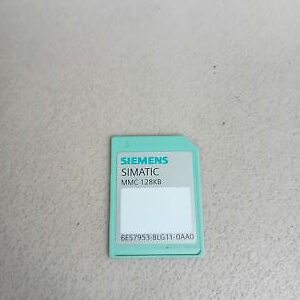 SIEMENS
SIMATIC
MMC 128KB
6ES7953-8LG11-0AA0